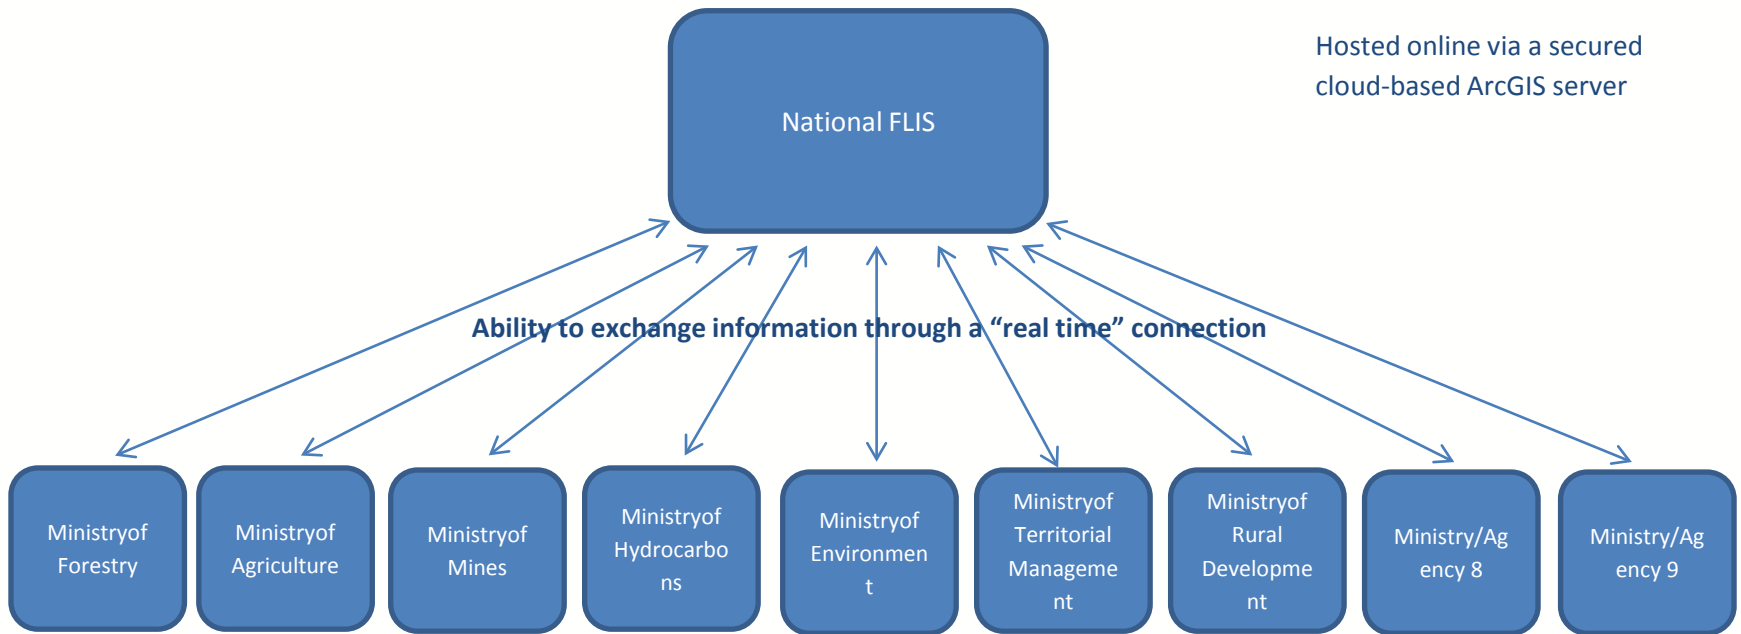 Hosted online via a secured
cloud-based ArcGIS server
National FLIS
Ability to exchange information through a “real time” connection
Ministryof
Forestry
Ministryof
Agriculture
Ministryof
Mines
Ministryof
Hydrocarbo
ns
Ministryof
Environmen
t
Ministryof
Territorial
Manageme
nt
Ministryof
Rural
Developme
nt
Ministry/Ag
ency 8
Ministry/Ag
ency 9